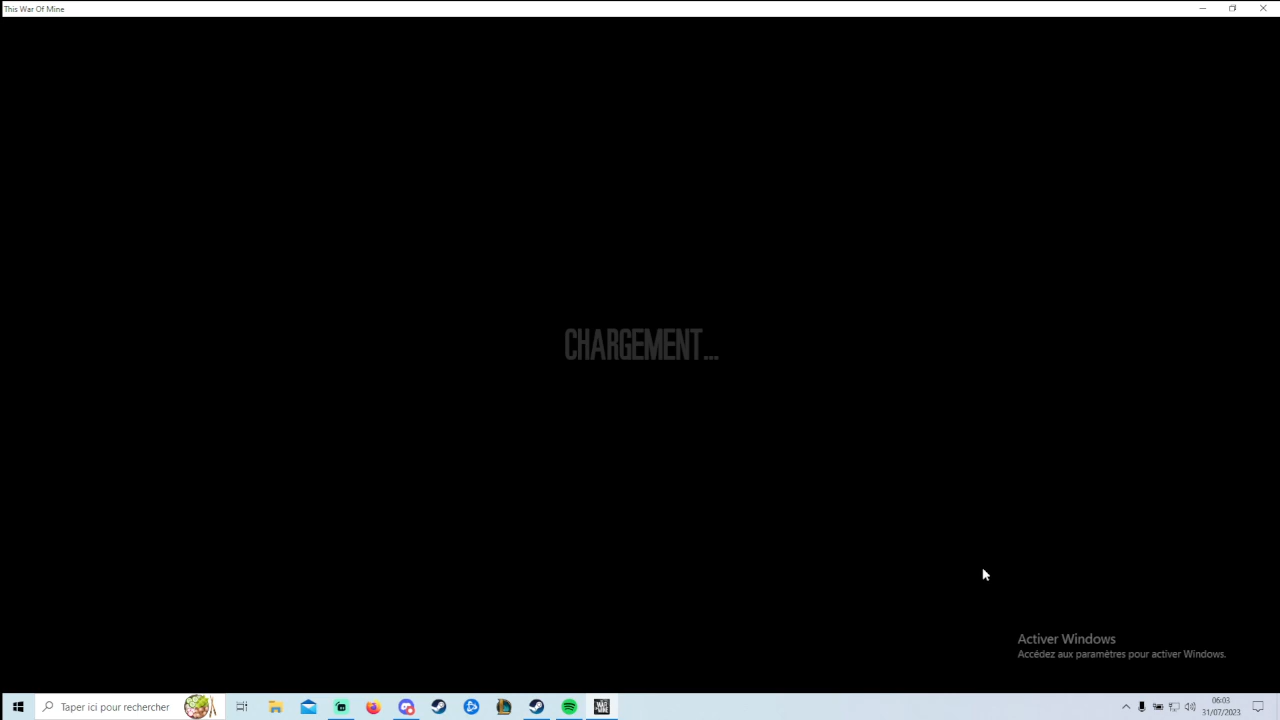 This War Of Mine
CHARGEMENT...
Activer Windows
Accédez aux paramètres pour activer Windows.
Taper ici pour rechercher
06:03
31/07/2023